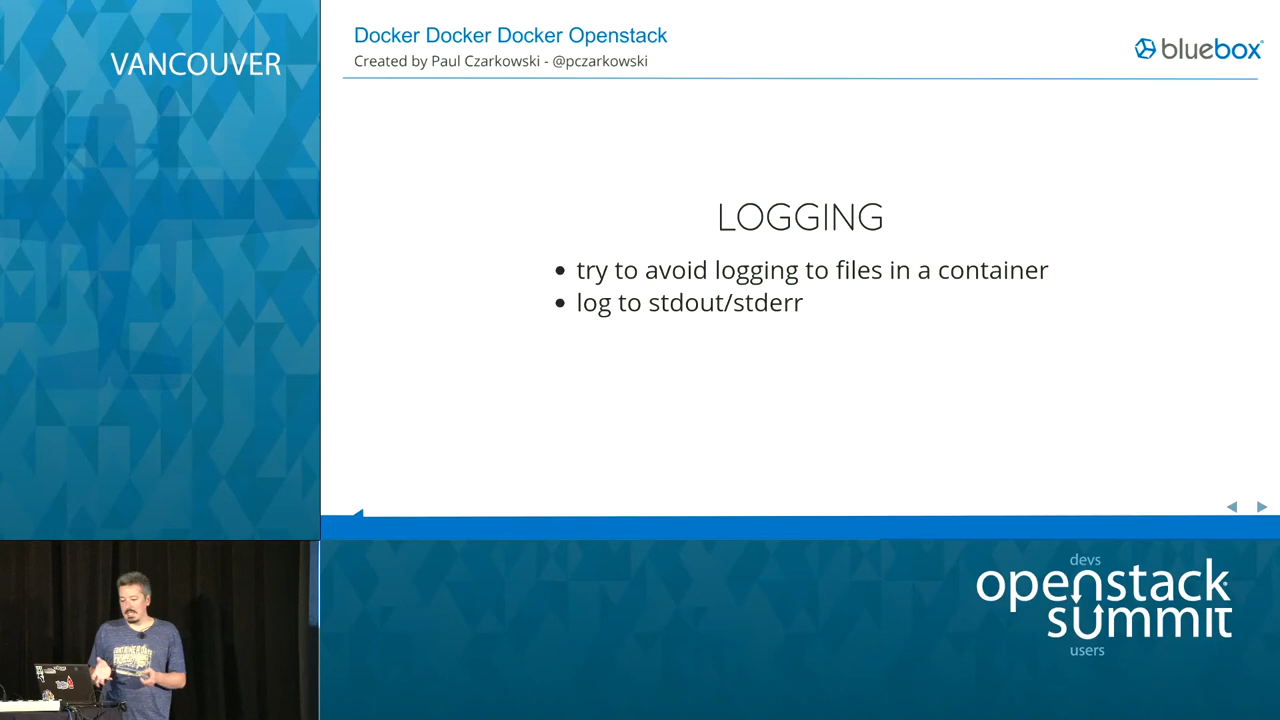 VANCOUVER
Docker Docker Docker Openstack
Created by Paul Czarkowski - @pczarkowski
bluebox
LOGGING
• try to avoid logging to files in a container
• log to stdout/stderr
devs
openstack
summit
users